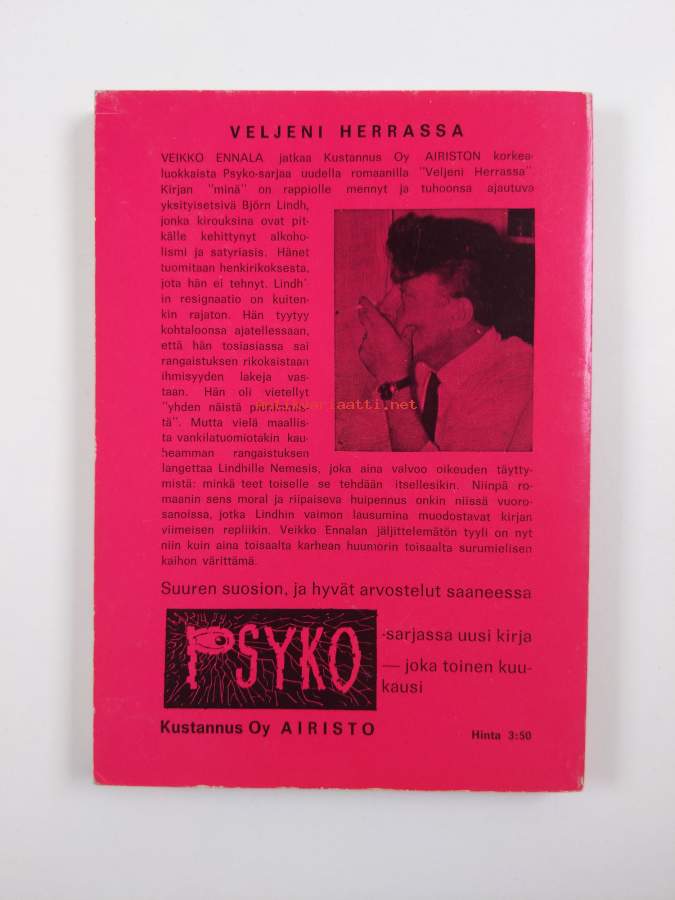 VELJENI HERRASSA
VEIKKO ENNALA jatkaa Kustannus Oy AIRISTON korkea-
luokkaista Psyko-sarjaa uudella romaanilla "Veljeni Herrassa"
Kirjan "minä" on rappiolle mennyt ja tuhoonsa ajautuva
yksityisetsivä Björn Lindh,
jonka kirouksina ovat pit-
källe kehittynyt alkoho-
lismi ja satyriasis. Hänet
tuomitaan henkirikoksesta,
jota hän ei tehnyt. Lindh'
in resignaatio on kuiten-
kin rajaton. Hän tyytyy
kohtaloonsa ajatellessaan,
että hän tosiasiassa sai
rangaistuksen rikoksistaan
ihmisyyden lakeja vas-
taan. Hän oli vietellyt
"yhden näistä pienimmis-
tä". Mutta vielä maallis-
ta vankilatuomiotakin kau-
heamman rangaistuksen
langettaa Lindhille Nemesis, joka aina valvoo oikeuden täytty-
mistä: minkä teet toiselle se tehdään itsellesikin. Niinpä ro-
maanin sens moral ja riipaiseva huipennus onkin niissä vuoro-
sanoissa, jotka Lindhin vaimon lausumina muodostavat kirjan
viimeisen repliikin. Veikko Ennalan jäljittelemätön tyyli on nyt
niin kuin aina toisaalta karhean huumorin toisaalta surumielisen
kaihon värittämä.
Suuren suosion, ja hyvät arvostelut saaneessa
PSYKO
-sarjassa uusi kirja
— joka toinen kuu-
kausi
Kustannus Oy AIRISTO
Hinta 3:50